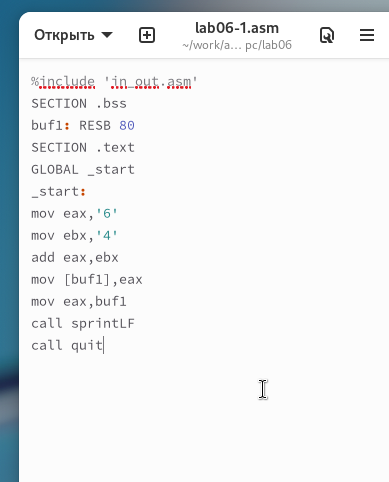 Открыть
lab06-1.asm
~/work/a... pc/lab06
%include 'in_out.asm'
SECTION .bss
buf1: RESB 80
SECTION .text
GLOBAL _start
_start:
mov eax,'6'
mov ebx,'4'
add eax,ebx
mov [buf1],eax
mov eax,buf1
call sprintLF
call quit